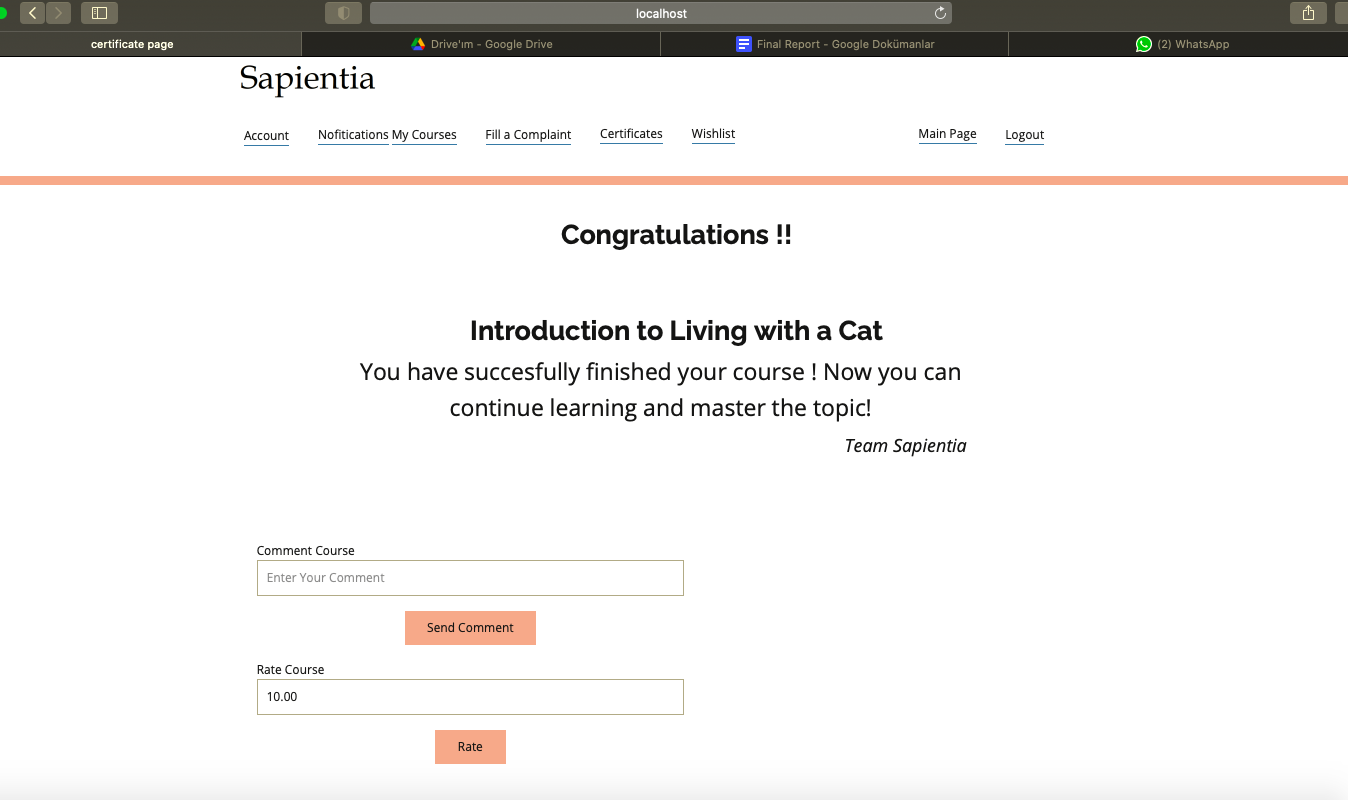 localhost
certificate page
Drive'ım - Google Drive
Final Report - Google Dokümanlar
(2) WhatsApp
Sapientia
Account Nofitications My Courses Fill a Complaint Certificates Wishlist Main Page Logout
Congratulations !!
Introduction to Living with a Cat
You have succesfully finished your course ! Now you can
continue learning and master the topic!
Team Sapientia
Comment Course
Enter Your Comment
Send Comment
Rate Course
10.00
Rate